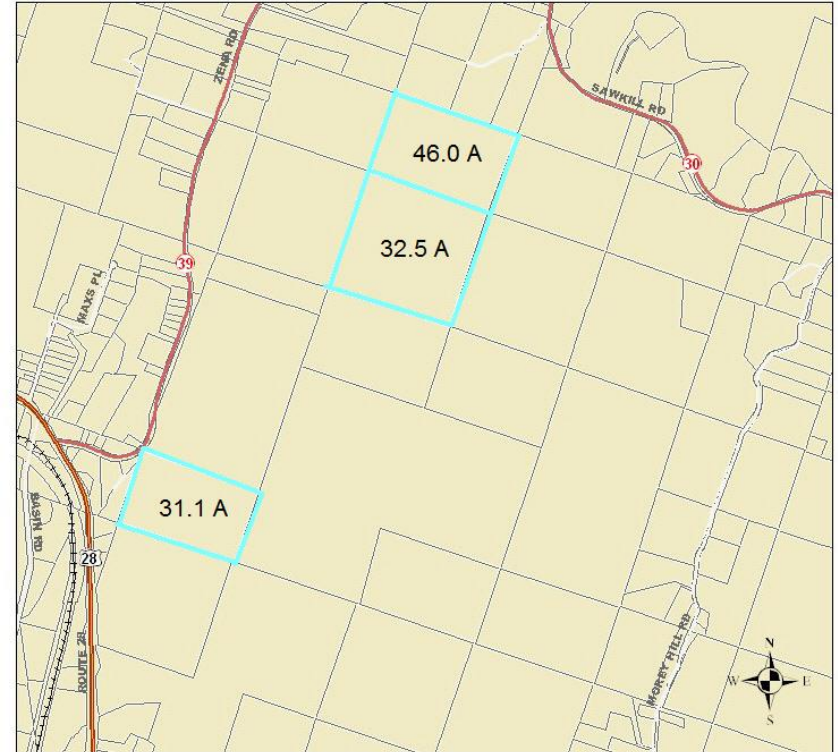 ZENA RD
SAWKILL RD
46.0 A
30
32.5 A
39
MAXS PL
31.1 A
BASIN RD
28
ROUTE 28
MOREY HILL RD
N
W E
S